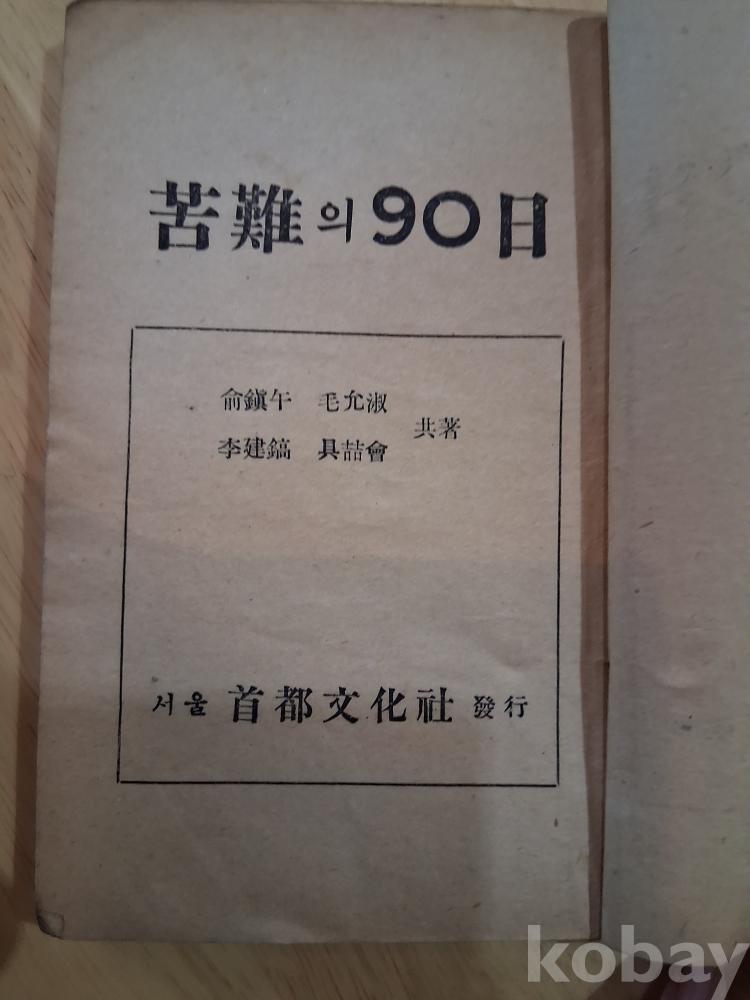 苦難의 90日
兪鎭午 毛允淑
李建鎬 具喆會
共著
서울 首都文化社 發行
kobay